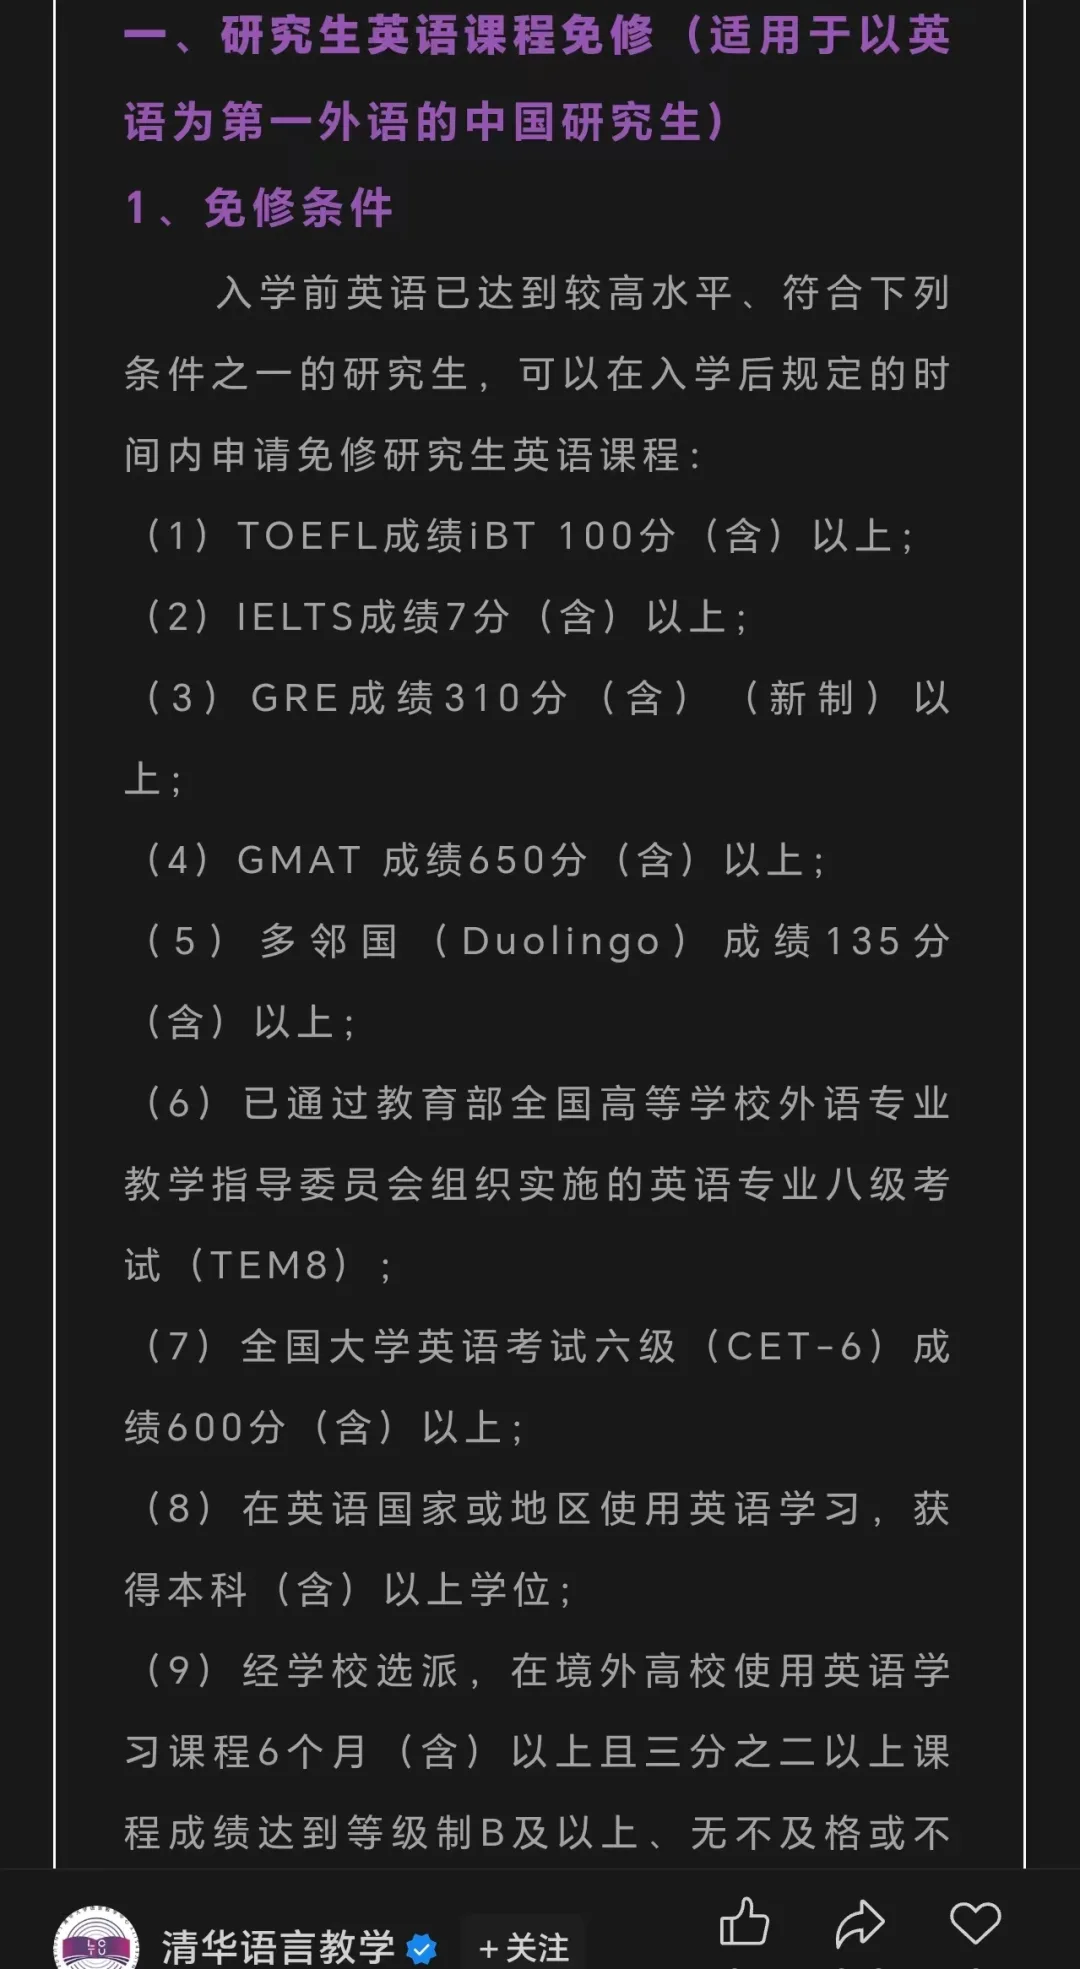 一、研究生英语课程免修（适用于以英
语为第一外语的中国研究生）
1、免修条件
入学前英语已达到较高水平、符合下列
条件之一的研究生，可以在入学后规定的时
间内申请免修研究生英语课程：
（1）TOEFL成绩iBT 100分（含）以上；
（2）IELTS成绩7分（含）以上；
（3）GRE成绩310分（含）（新制）以
上；
（4）GMAT 成绩650分（含）以上；
（5）多邻国（Duolingo）成绩135分
（含）以上；
（6）已通过教育部全国高等学校外语专业
教学指导委员会组织实施的英语专业八级考
试（TEM8）；
（7）全国大学英语考试六级（CET-6）成
绩600分（含）以上；
（8）在英语国家或地区使用英语学习，获
得本科（含）以上学位；
（9）经学校选派，在境外高校使用英语学
习课程6个月（含）以上且三分之二以上课
程成绩达到等级制B及以上、无不及格或不
清华语言教学 +关注